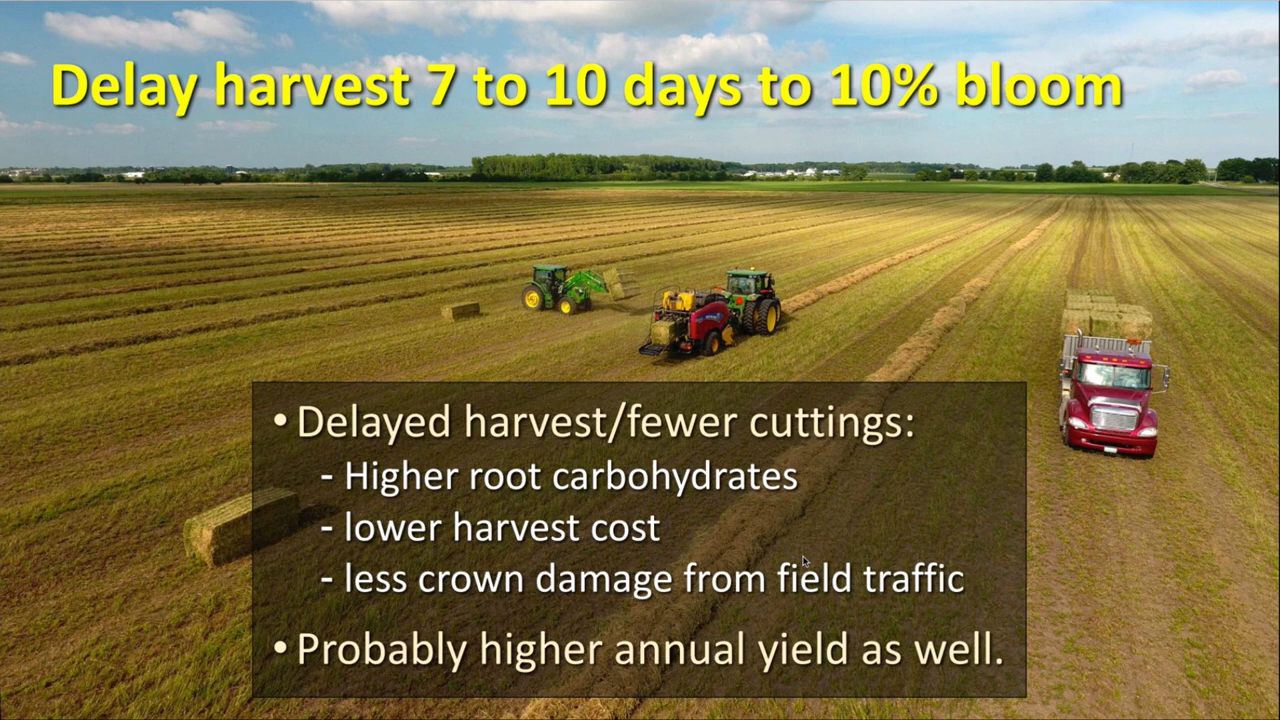 Delay harvest 7 to 10 days to 10% bloom
• Delayed harvest/fewer cuttings:
- Higher root carbohydrates
- lower harvest cost
- less crown damage from field traffic
• Probably higher annual yield as well.